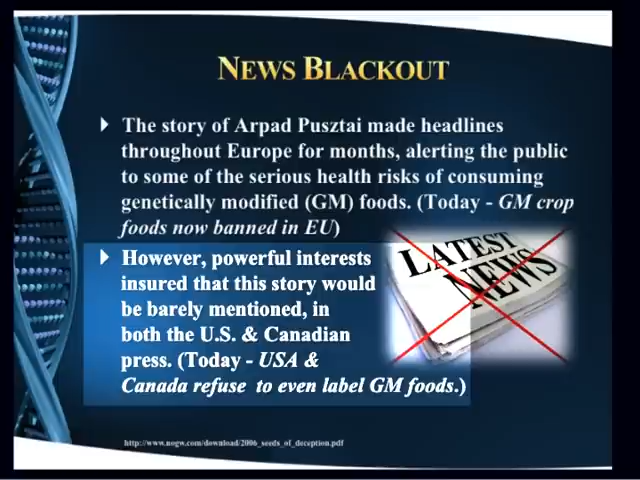 NEWS BLACKOUT
The story of Arpad Pusztai made headlines
throughout Europe for months, alerting the public
to some of the serious health risks of consuming
genetically modified (GM) foods. (Today - GM crop
foods now banned in EU)
However, powerful interests
insured that this story would
be barely mentioned, in
both the U.S. & Canadian
press. (Today - USA &
Canada refuse to even label GM foods.)
LATEST
NEWS
http://www.nogw.com/download/2006_seeds_of_deception.pdf